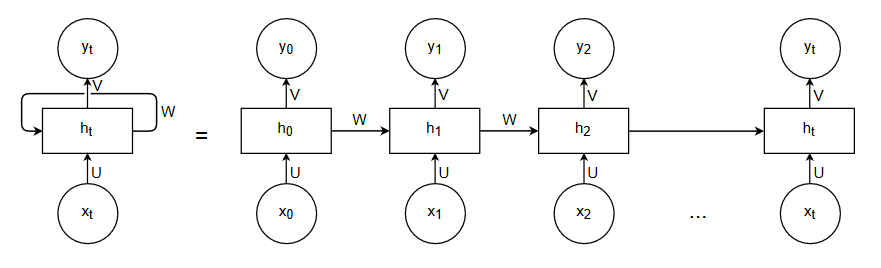 yt y0 y1 y2 yt
V V V V V
W
ht = h0 W h1 W h2 ht
U U U U U
xt x0 x1 x2 ... xt